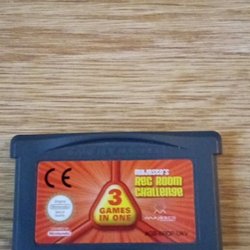 CE
3
GAMES
IN ONE
MAJESCO'S
REC ROOM
CHALLENGE
Nintendo